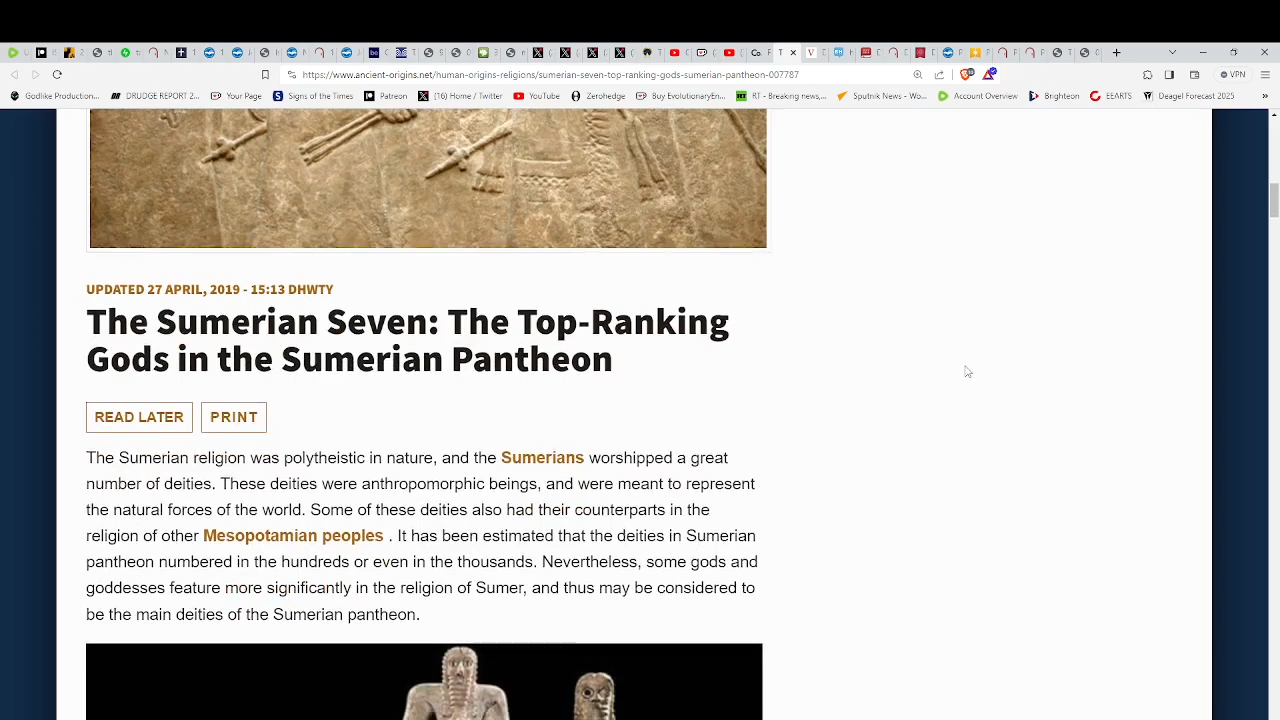 https://www.ancient-origins.net/human-origins-religions/sumerian-seven-top-ranking-gods-sumerian-pantheon-007787
VPN
Godlike Production...
DRUDGE REPORT 2...
Your Page
Signs of the Times
Patreon
(16) Home / Twitter
YouTube
Zerohedge
Buy EvolutionaryEn...
RT - Breaking news,...
Sputnik News - Wo...
Account Overview
Brighteon
EEARTS
Diesel Forecast 2025
»
UPDATED 27 APRIL, 2019 - 15:13 DHWTY
The Sumerian Seven: The Top-Ranking
Gods in the Sumerian Pantheon
READ LATER PRINT
The Sumerian religion was polytheistic in nature, and the Sumerians worshipped a great
number of deities. These deities were anthropomorphic beings, and were meant to represent
the natural forces of the world. Some of these deities also had their counterparts in the
religion of other Mesopotamian peoples . It has been estimated that the deities in Sumerian
pantheon numbered in the hundreds or even in the thousands. Nevertheless, some gods and
goddesses feature more significantly in the religion of Sumer, and thus may be considered to
be the main deities of the Sumerian pantheon.